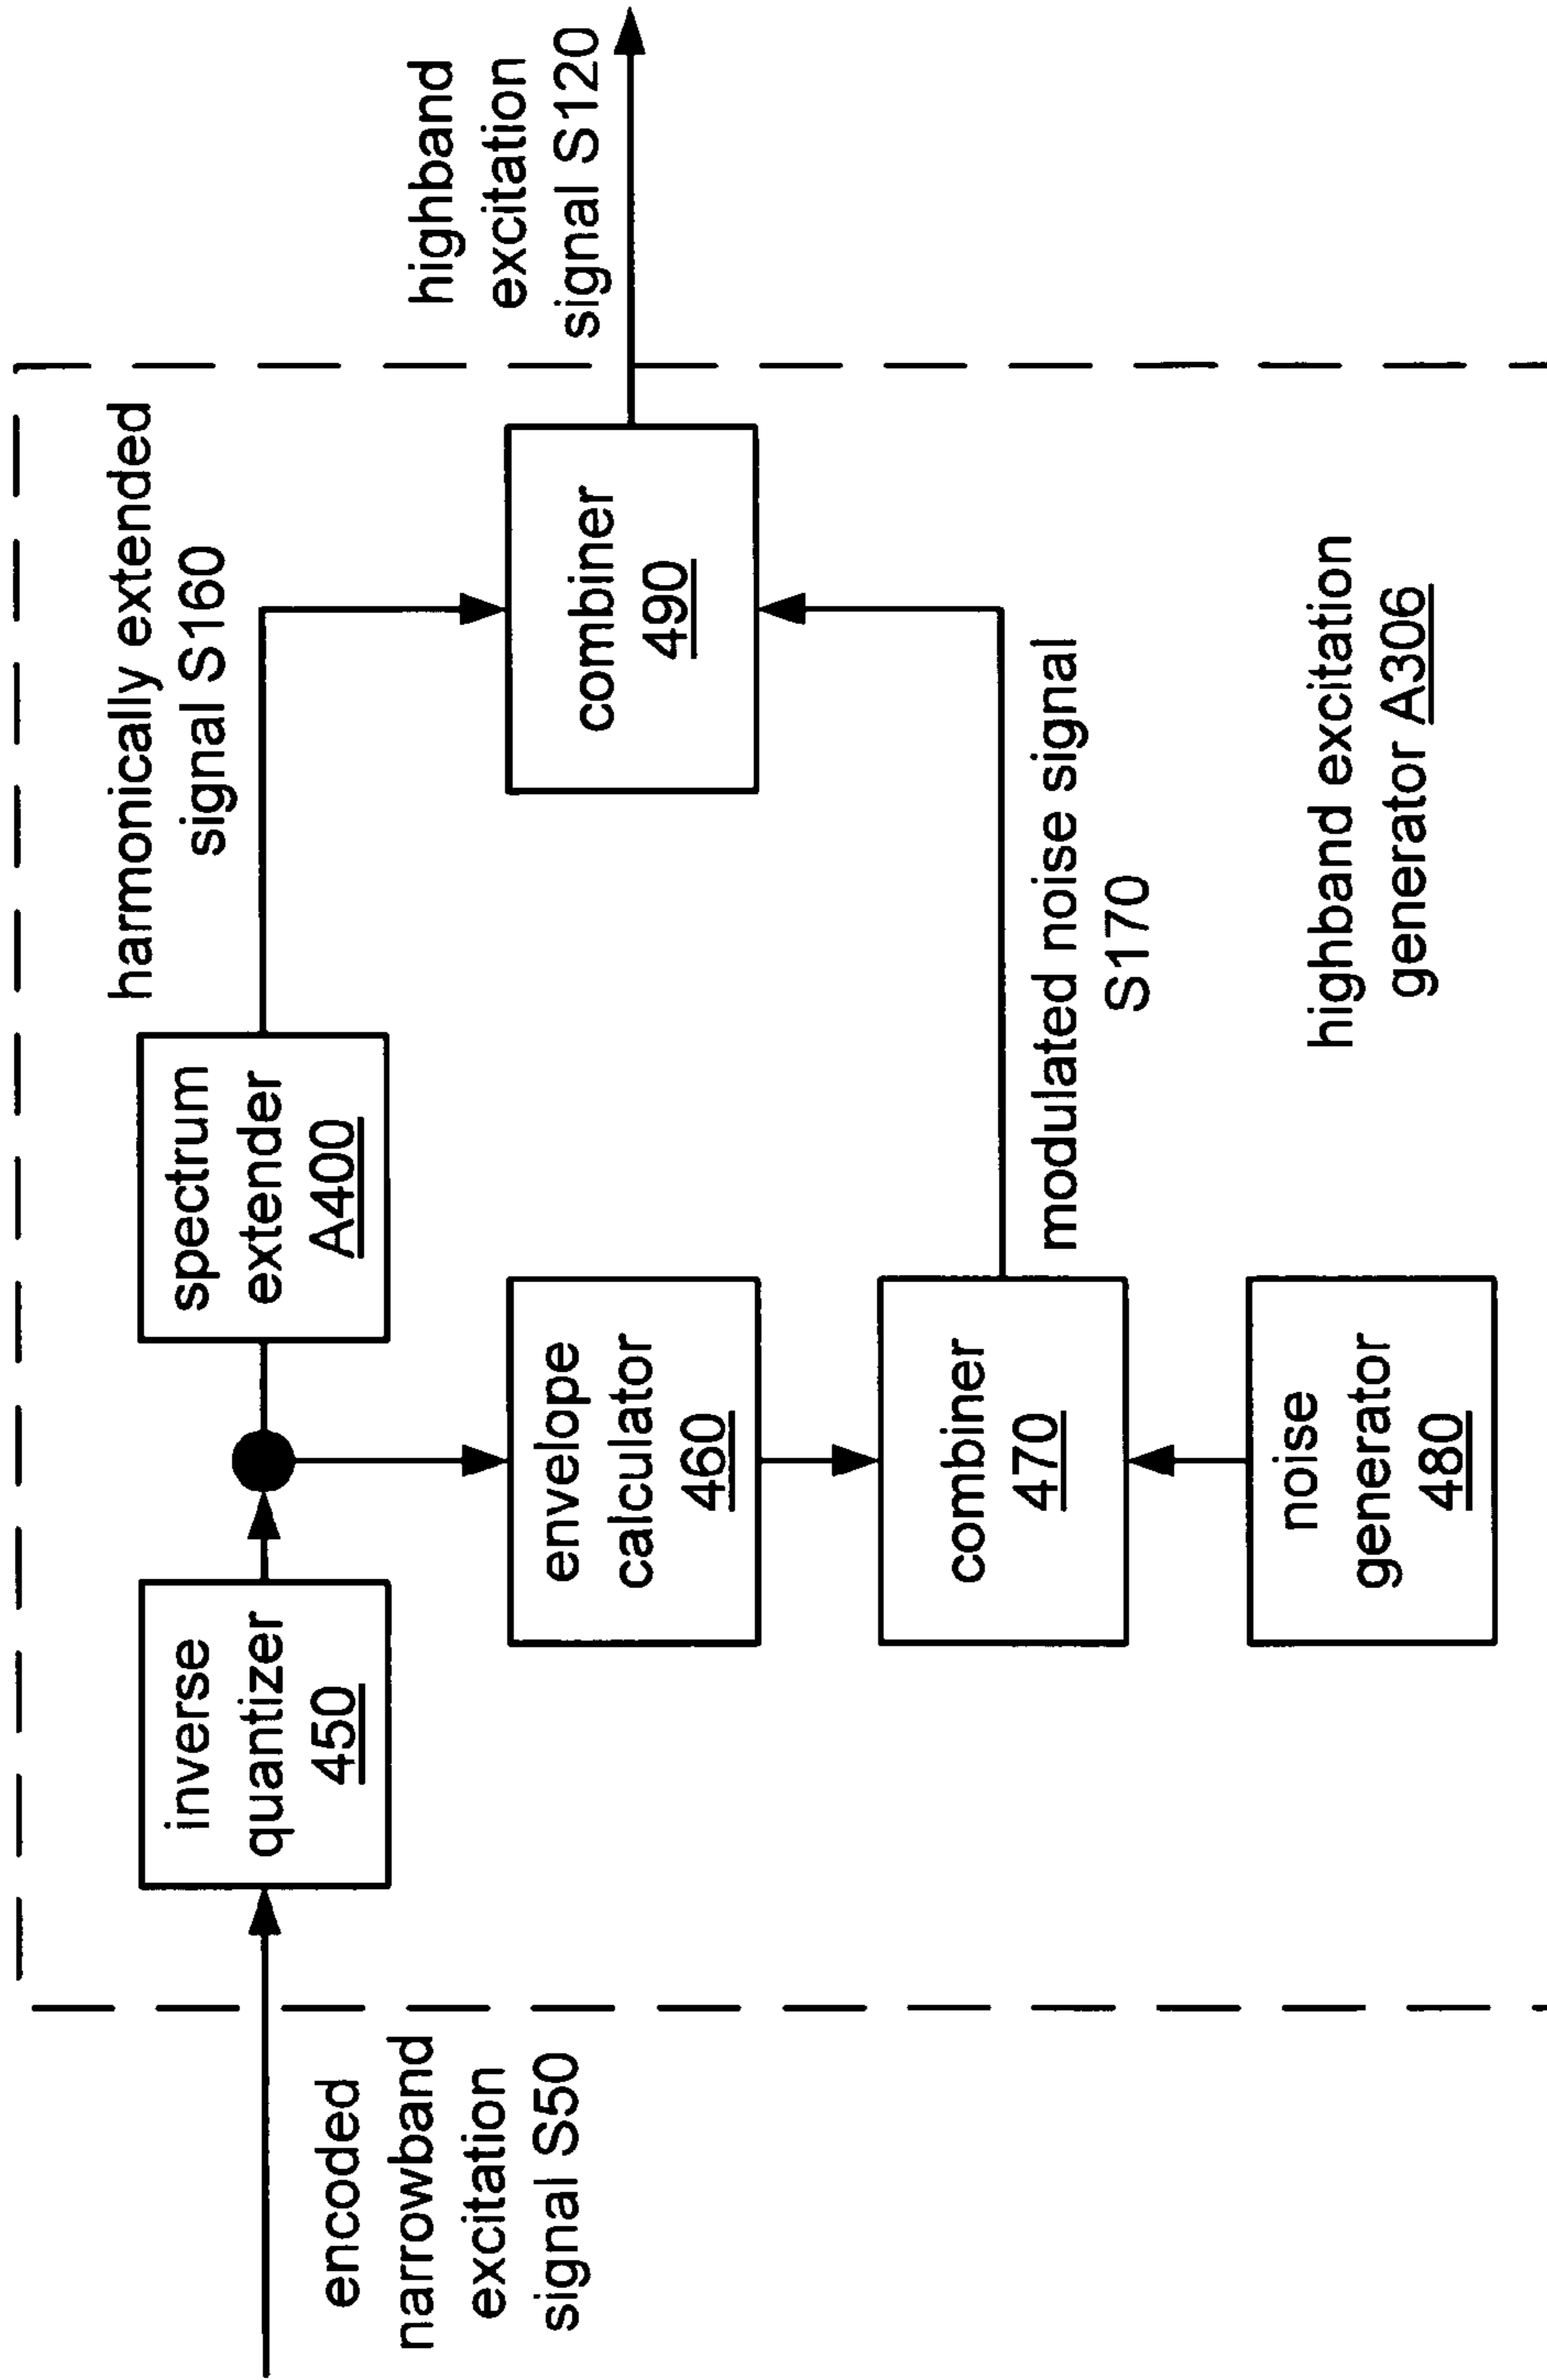 encoded
narrowband
excitation
signal S50
inverse
quantizer
450
spectrum
extender
A400
harmonically extended
signal S160
envelope
calculator
460
combiner
470
noise
generator
480
modulated noise signal
S170
combiner
490
highband
excitation
signal S120
highband excitation
generator A306